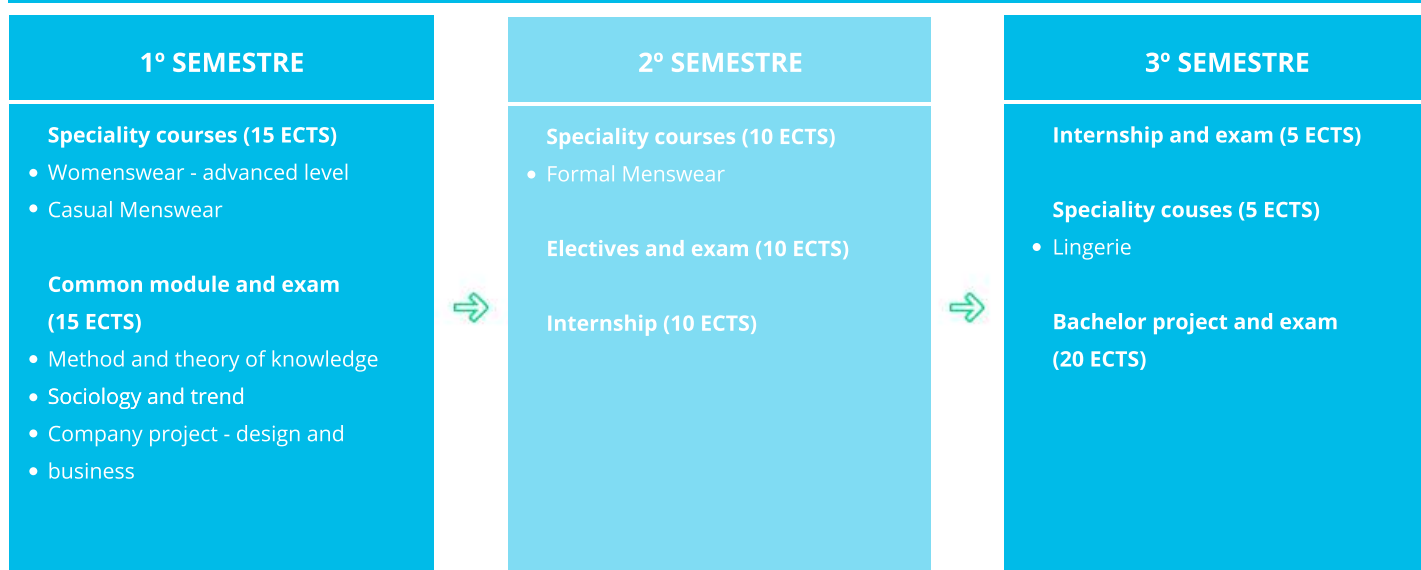 1º SEMESTRE
Speciality courses (15 ECTS)
• Womenswear - advanced level
• Casual Menswear
Common module and exam
(15 ECTS)
• Method and theory of knowledge
• Sociology and trend
• Company project - design and
• business
2º SEMESTRE
Speciality courses (10 ECTS)
• Formal Menswear
Electives and exam (10 ECTS)
Internship (10 ECTS)
3º SEMESTRE
Internship and exam (5 ECTS)
Speciality couses (5 ECTS)
• Lingerie
Bachelor project and exam
(20 ECTS)